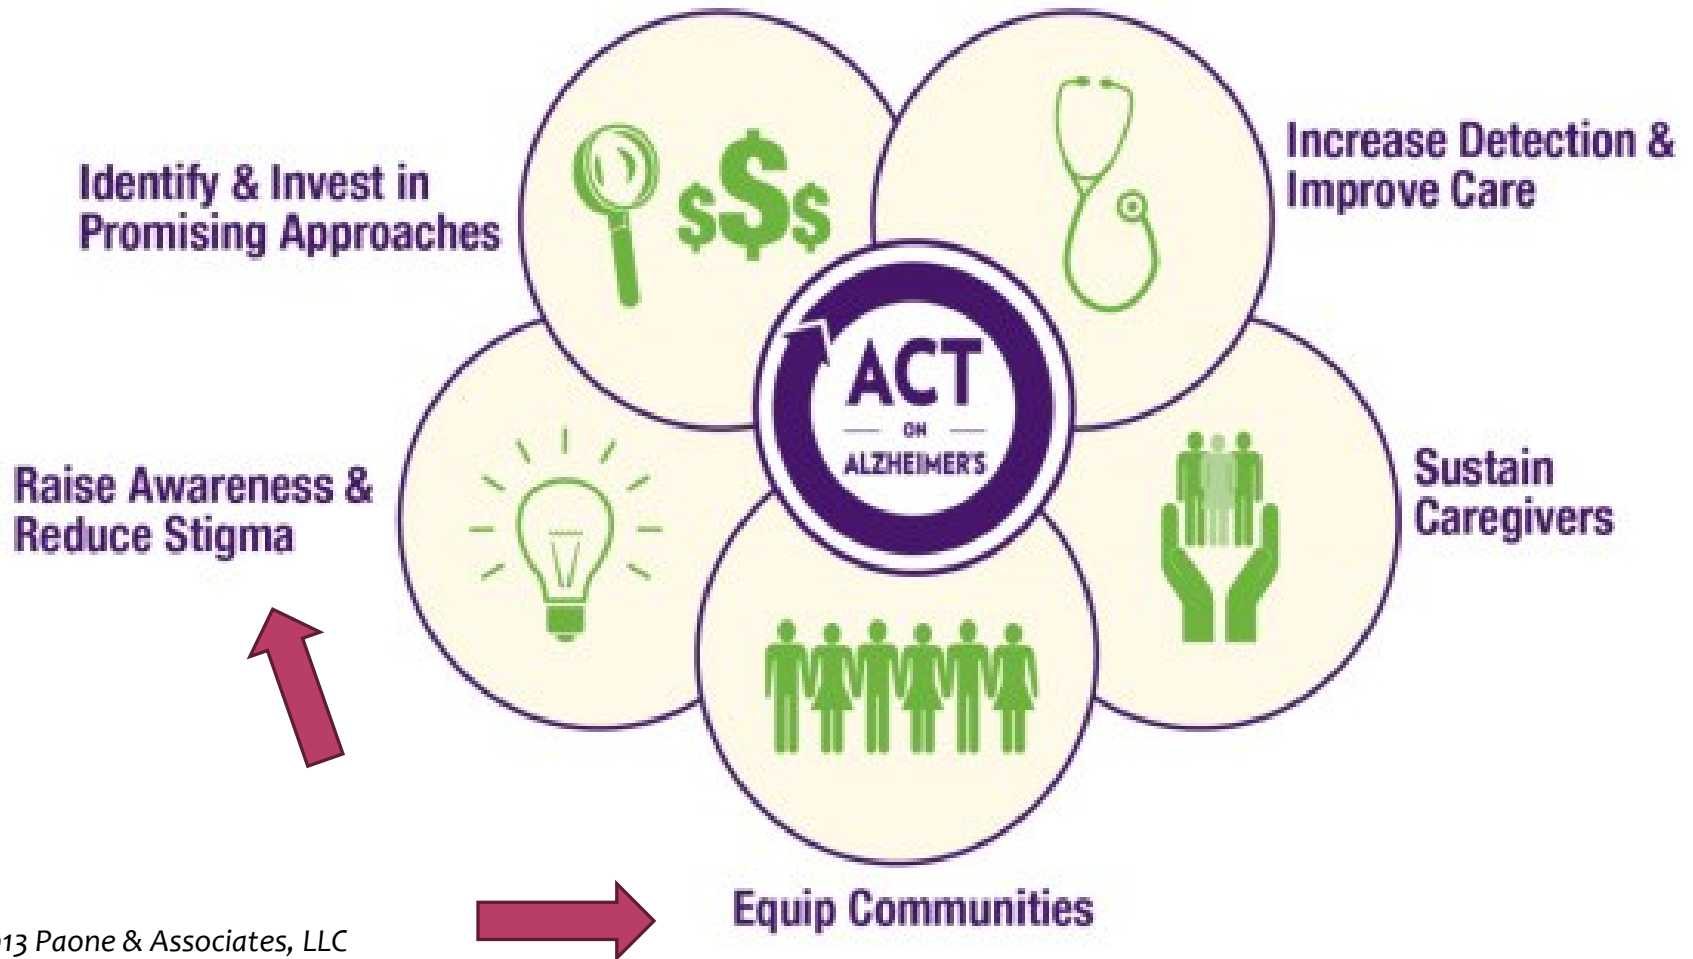 Identify & Invest in
Promising Approaches
$$$
Increase Detection &
Improve Care
ACT
ON
ALZHEIMER'S
Raise Awareness &
Reduce Stigma
Sustain
Caregivers
Equip Communities
13 Paone & Associates, LLC